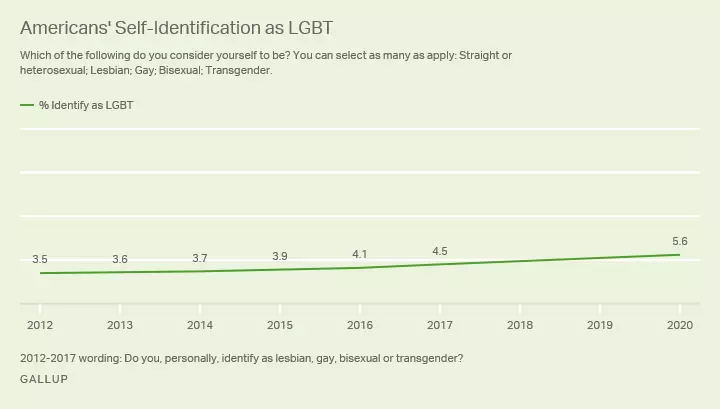 Americans' Self-Identification as LGBT
Which of the following do you consider yourself to be? You can select as many as apply: Straight or
heterosexual; Lesbian; Gay; Bisexual; Transgender.
% Identify as LGBT
3.5 3.6 3.7 3.9 4.1 4.5 5.6
2012 2013 2014 2015 2016 2017 2018 2019 2020
2012-2017 wording: Do you, personally, identify as lesbian, gay, bisexual or transgender?
GALLUP